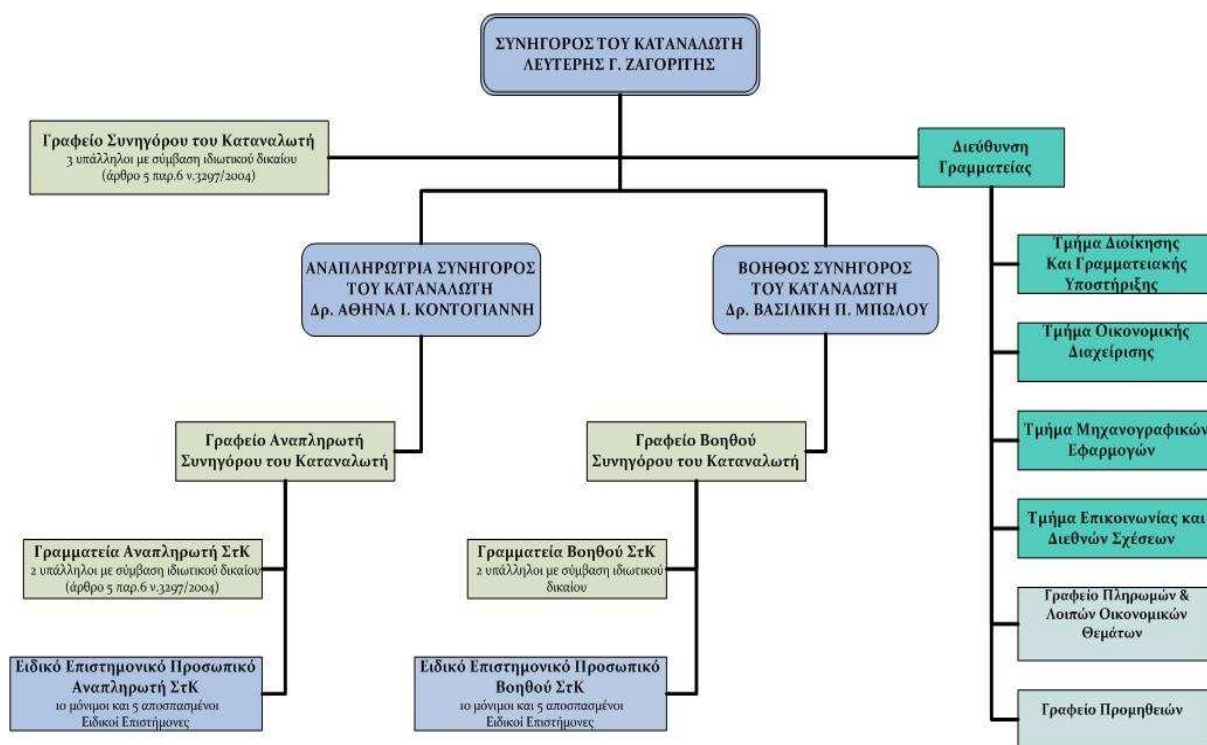 ΣΥΝΗΓΟΡΟΣ ΤΟΥ ΚΑΤΑΝΑΛΩΤΗ
ΛΕΥΤΕΡΗΣ Γ. ΖΑΓΟΡΙΤΗΣ
Γραφείο Συνηγόρου του Καταναλωτή
3 υπάλληλοι με σύμβαση ιδιωτικού δικαίου
(άρθρο 5 παρ.6 ν.3297/2004)
Διεύθυνση
Γραμματείας
ΑΝΑΠΛΗΡΩΤΡΙΑ ΣΥΝΗΓΟΡΟΣ
ΤΟΥ ΚΑΤΑΝΑΛΩΤΗ
Δρ. ΑΘΗΝΑ Ι. ΚΟΝΤΟΓΙΑΝΝΗ
ΒΟΗΘΟΣ ΣΥΝΗΓΟΡΟΣ
ΤΟΥ ΚΑΤΑΝΑΛΩΤΗ
Δρ. ΒΑΣΙΛΙΚΗ Π. ΜΠΩΛΟΥ
Τμήμα Διοίκησης
Και Γραμματειακής
Υποστήριξης
Τμήμα Οικονομικής
Διαχείρισης
Γραφείο Αναπληρωτή
Συνηγόρου του Καταναλωτή
Γραφείο Βοηθού
Συνηγόρου του Καταναλωτή
Τμήμα Μηχανογραφικών
Εφαρμογών
Τμήμα Επικοινωνίας και
Διεθνών Σχέσεων
Γραμματεία Αναπληρωτή ΣτΚ
2 υπάλληλοι με σύμβαση ιδιωτικού δικαίου
(άρθρο 5 παρ.6 ν.3297/2004)
Γραμματεία Βοηθού ΣτΚ
2 υπάλληλοι με σύμβαση ιδιωτικού
δικαίου
Γραφείο Πληρωμών &
Λοιπών Οικονομικών
Θεμάτων
Ειδικό Επιστημονικό Προσωπικό
Αναπληρωτή ΣτΚ
10 μόνιμοι και 5 αποσπασμένοι
Ειδικοί Επιστήμονες
Ειδικό Επιστημονικό Προσωπικό
Βοηθού ΣτΚ
10 μόνιμοι και 5 αποσπασμένοι
Ειδικοί Επιστήμονες
Γραφείο Προμηθειών